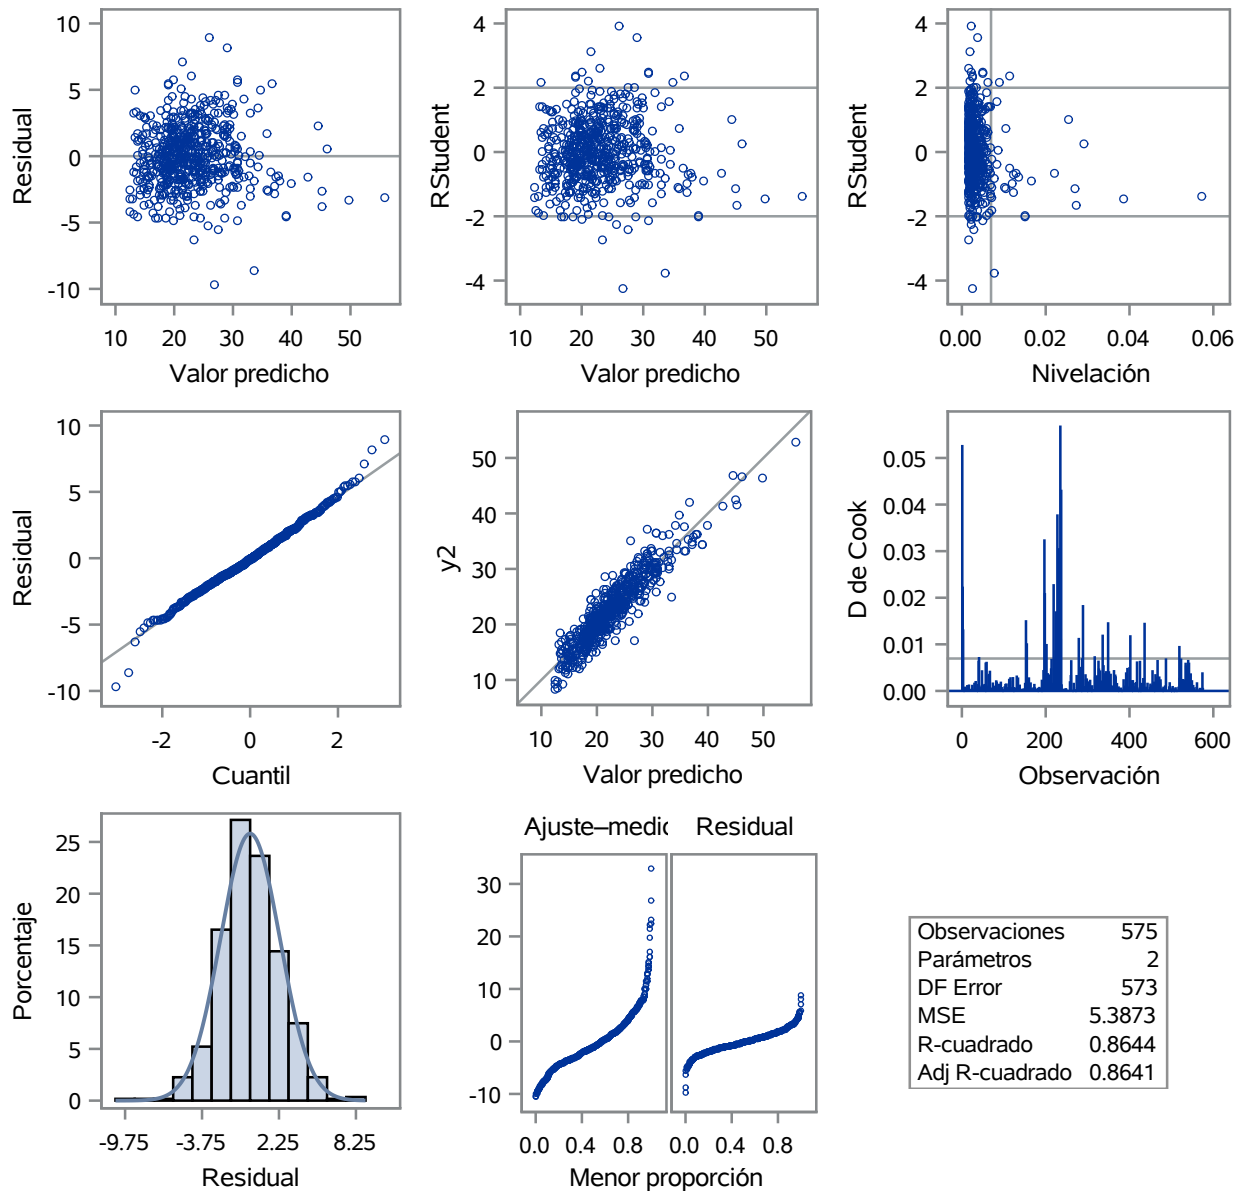 10
5
0
-5
-10
Residual
10 20 30 40 50
Valor predicho
4
2
0
-2
-4
RStudent
10 20 30 40 50
Valor predicho
4
2
0
-2
-4
RStudent
0.00 0.02 0.04 0.06
Nivelación
10
5
0
-5
-10
Residual
-2 0 2
Cuantil
50
40
30
20
10
y2
10 20 30 40 50
Valor predicho
0.05
0.04
0.03
0.02
0.01
0.00
D de Cook
0 200 400 600
Observación
25
20
15
10
5
0
Porcentaje
-9.75 -3.75 2.25 8.25
Residual
Ajuste–medic Residual
30
20
10
0
-10
0.0 0.4 0.8 0.0 0.4 0.8
Menor proporción
Observaciones 575
Parámetros 2
DF Error 573
MSE 5.3873
R-cuadrado 0.8644
Adj R-cuadrado 0.8641